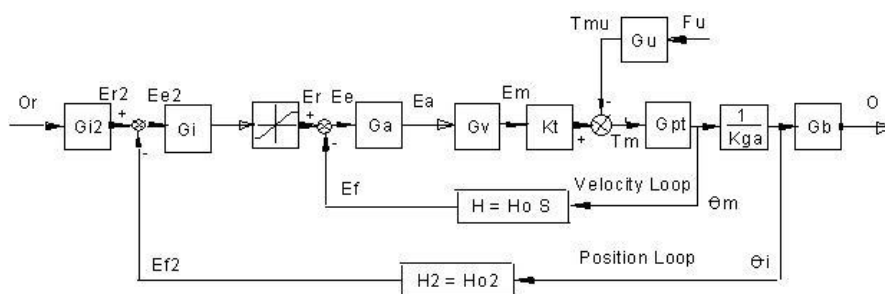 Tmu
Fu
Gu
Or
Er2
Ee2
Er
Ee
Ea
Em
O
Gi2
+
-
Gi
+
-
Ga
Gv
Kt
+
-
Tm
Gpt
1
Kga
Gb
Ef
Velocity Loop
H = Ho S
Θm
Ef2
Position Loop
Θi
H2 = Ho2